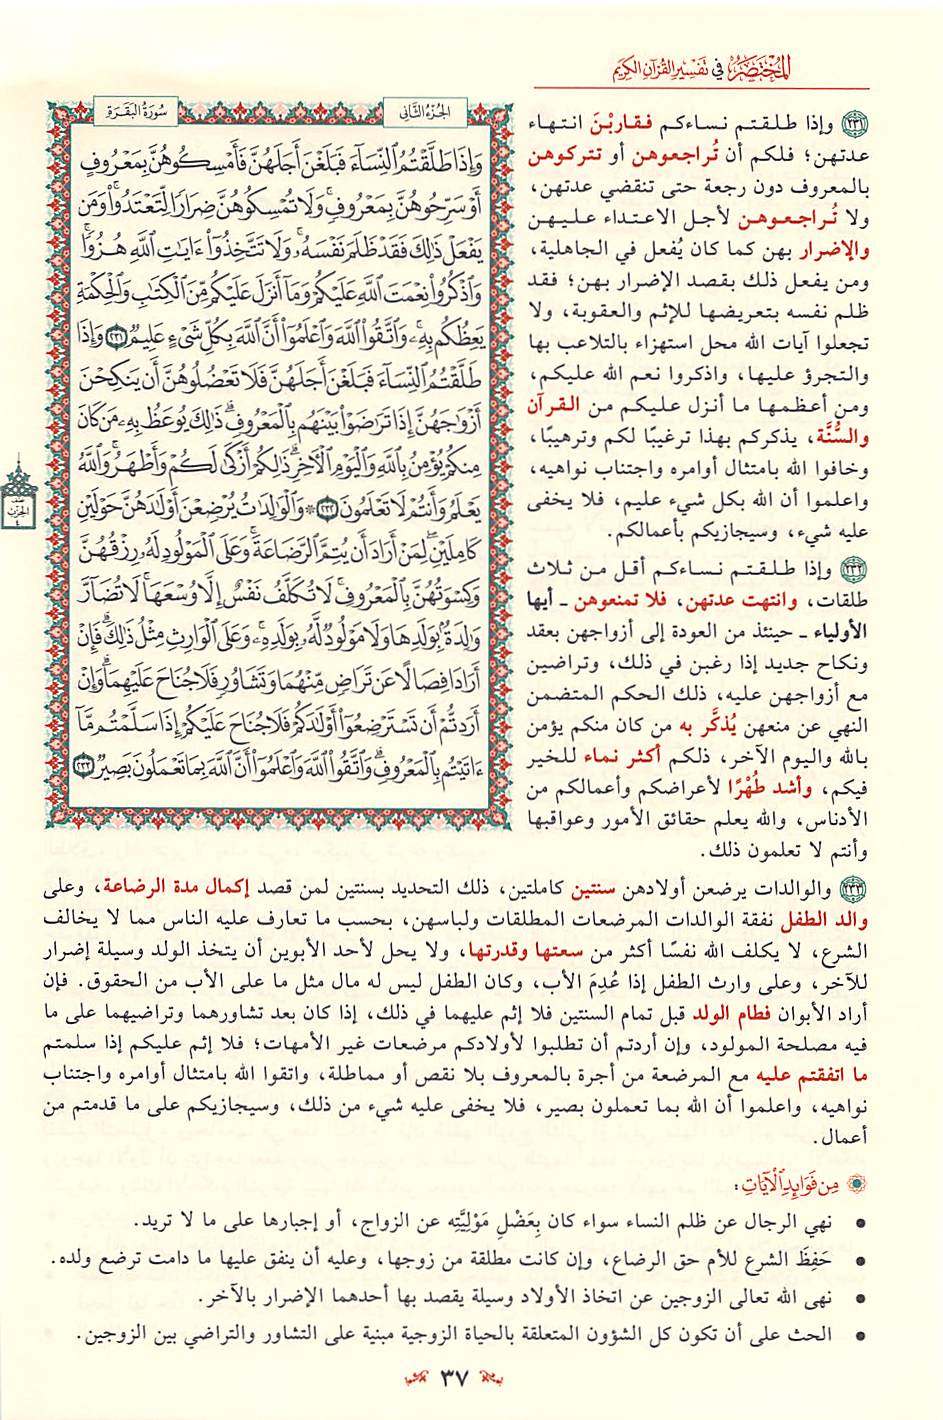 المختصر في تفسير القرآن الكريم
الجزء الثاني
سورة البقرة
وَإِذَا طَلَّقْتُمُ ٱلنِّسَآءَ فَبَلَغْنَ أَجَلَهُنَّ فَأَمْسِكُوهُنَّ بِمَعْرُوفٍ
أَوْ سَرِّحُوهُنَّ بِمَعْرُوفٖۚ وَلَا تُمْسِكُوهُنَّ ضِرَارٗا لِّتَعْتَدُواْۚ وَمَن
يَفْعَلْ ذَٰلِكَ فَقَدْ ظَلَمَ نَفْسَهُۥۚ وَلَا تَتَّخِذُوٓاْ ءَايَٰتِ ٱللَّهِ هُزُوٗاۚ
وَٱذْكُرُواْ نِعْمَتَ ٱللَّهِ عَلَيْكُمْ وَمَآ أَنزَلَ عَلَيْكُم مِّنَ ٱلْكِتَٰبِ وَٱلْحِكْمَةِ
يَعِظُكُم بِهِۦۚ وَٱتَّقُواْ ٱللَّهَ وَٱعْلَمُوٓاْ أَنَّ ٱللَّهَ بِكُلِّ شَيْءٍ عَلِيمٞ ٢٣١ وَإِذَا
طَلَّقْتُمُ ٱلنِّسَآءَ فَبَلَغْنَ أَجَلَهُنَّ فَلَا تَعْضُلُوهُنَّ أَن يَنكِحْنَ
أَزْوَٰجَهُنَّ إِذَا تَرَٰضَوْاْ بَيْنَهُم بِٱلْمَعْرُوفِۗ ذَٰلِكَ يُوعَظُ بِهِۦ مَن كَانَ
مِنكُمْ يُؤْمِنُ بِٱللَّهِ وَٱلْيَوْمِ ٱلْأٓخِرِۗ ذَٰلِكُمْ أَزْكَىٰ لَكُمْ وَأَطْهَرُۚ وَٱللَّهُ
يَعْلَمُ وَأَنتُمْ لَا تَعْلَمُونَ ٢٣٢ ۞ وَٱلْوَٰلِدَٰتُ يُرْضِعْنَ أَوْلَٰدَهُنَّ حَوْلَيْنِ
كَامِلَيْنِۖ لِمَنْ أَرَادَ أَن يُتِمَّ ٱلرَّضَاعَةَۚ وَعَلَى ٱلْمَوْلُودِ لَهُۥ رِزْقُهُنَّ
وَكِسْوَتُهُنَّ بِٱلْمَعْرُوفِۚ لَا تُكَلَّفُ نَفْسٌ إِلَّا وُسْعَهَاۚ لَا تُضَآرَّ
وَٰلِدَةُۢ بِوَلَدِهَا وَلَا مَوْلُودٞ لَّهُۥ بِوَلَدِهِۦۚ وَعَلَى ٱلْوَارِثِ مِثْلُ ذَٰلِكَۗ فَإِنْ
أَرَادَا فِصَالًا عَن تَرَاضٖ مِّنْهُمَا وَتَشَاوُرٖ فَلَا جُنَاحَ عَلَيْهِمَاۗ وَإِنْ
أَرَدتُّمْ أَن تَسْتَرْضِعُوٓاْ أَوْلَٰدَكُمْ فَلَا جُنَاحَ عَلَيْكُمْ إِذَا سَلَّمْتُم مَّآ
ءَاتَيْتُم بِٱلْمَعْرُوفِۗ وَٱتَّقُواْ ٱللَّهَ وَٱعْلَمُوٓاْ أَنَّ ٱللَّهَ بِمَا تَعْمَلُونَ بَصِيرٞ ٢٣٣
نصف
الحزب
٤
٢٣١ وإذا طلقتم نساءكم فقاربْنَ انتهاء
عدتهن؛ فلكم أن تُراجعوهن أو تتركوهن
بالمعروف دون رجعة حتى تنقضي عدتهن،
ولا تُراجعوهن لأجل الاعتداء عليهن
والإضرار بهن كما كان يُفعل في الجاهلية،
ومن يفعل ذلك بقصد الإضرار بهن؛ فقد
ظلم نفسه بتعريضها للإثم والعقوبة، ولا
تجعلوا آيات الله محل استهزاء بالتلاعب بها
والتجرؤ عليها، واذكروا نعم الله عليكم،
ومن أعظمها ما أنزل عليكم من القرآن
والسُّنَّة، يذكركم بهذا ترغيبًا لكم وترهيبًا،
وخافوا الله بامتثال أوامره واجتناب نواهيه،
واعلموا أن الله بكل شيء عليم، فلا يخفى
عليه شيء، وسيجازيكم بأعمالكم.
٢٣٢ وإذا طلقتم نساءكم أقل من ثلاث
طلقات، وانتهت عدتهن، فلا تمنعوهن ـ أيها
الأولياء ـ حينئذ من العودة إلى أزواجهن بعقد
ونكاح جديد إذا رغبن في ذلك، وتراضين
مع أزواجهن عليه، ذلك الحكم المتضمن
النهي عن منعهن يُذكَّر به من كان منكم يؤمن
بالله واليوم الآخر، ذلكم أكثر نماء للخير
فيكم، وأشد طُهْرًا لأعراضكم وأعمالكم من
الأدناس، والله يعلم حقائق الأمور وعواقبها
وأنتم لا تعلمون ذلك.
٢٣٣ والوالدات يرضعن أولادهن سنتين كاملتين، ذلك التحديد بسنتين لمن قصد إكمال مدة الرضاعة، وعلى
والد الطفل نفقة الوالدات المرضعات المطلقات ولباسهن، بحسب ما تعارف عليه الناس مما لا يخالف
الشرع، لا يكلف الله نفسًا أكثر من سعتها وقدرتها، ولا يحل لأحد الأبوين أن يتخذ الولد وسيلة إضرار
للآخر، وعلى وارث الطفل إذا عُدِمَ الأب، وكان الطفل ليس له مال مثل ما على الأب من الحقوق. فإن
أراد الأبوان فطام الولد قبل تمام السنتين فلا إثم عليهما في ذلك، إذا كان بعد تشاورهما وتراضيهما على ما
فيه مصلحة المولود، وإن أردتم أن تطلبوا لأولادكم مرضعات غير الأمهات؛ فلا إثم عليكم إذا سلمتم
ما اتفقتم عليه مع المرضعة من أجرة بالمعروف بلا نقص أو مماطلة، واتقوا الله بامتثال أوامره واجتناب
نواهيه، واعلموا أن الله بما تعملون بصير، فلا يخفى عليه شيء من ذلك، وسيجازيكم على ما قدمتم من
أعمال.
مِن فَوَائِدِ ٱلْآيَاتِ:
• نهي الرجال عن ظلم النساء سواء كان بِعَضْلِ مَوْلِيَّتِه عن الزواج، أو إجبارها على ما لا تريد.
• حَفِظَ الشرع للأم حق الرضاع، وإن كانت مطلقة من زوجها، وعليه أن ينفق عليها ما دامت ترضع ولده.
• نهى الله تعالى الزوجين عن اتخاذ الأولاد وسيلة يقصد بها أحدهما الإضرار بالآخر.
• الحث على أن تكون كل الشؤون المتعلقة بالحياة الزوجية مبنية على التشاور والتراضي بين الزوجين.
٣٧